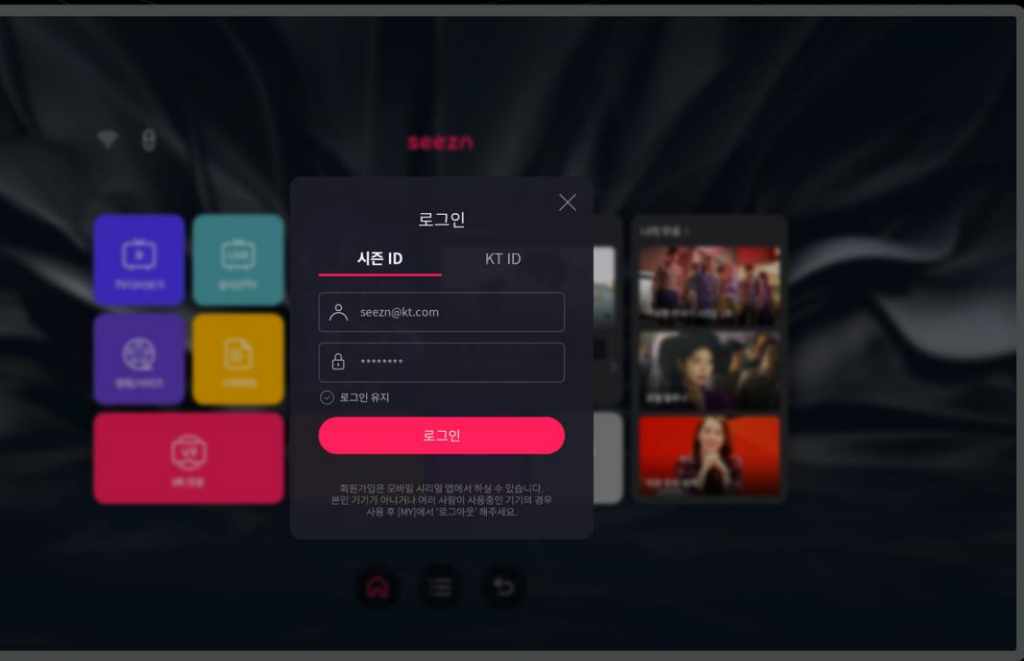 seezn
로그인
시즌 ID
KT ID
seezn@kt.com
********
로그인 유지
로그인
회원가입은 모바일 시리얼 앱에서 하실 수 있습니다.
본인 기기가 아니거나 여러 사람이 사용중인 기기의 경우
사용 후 [MY]에서 '로그아웃' 해주세요.